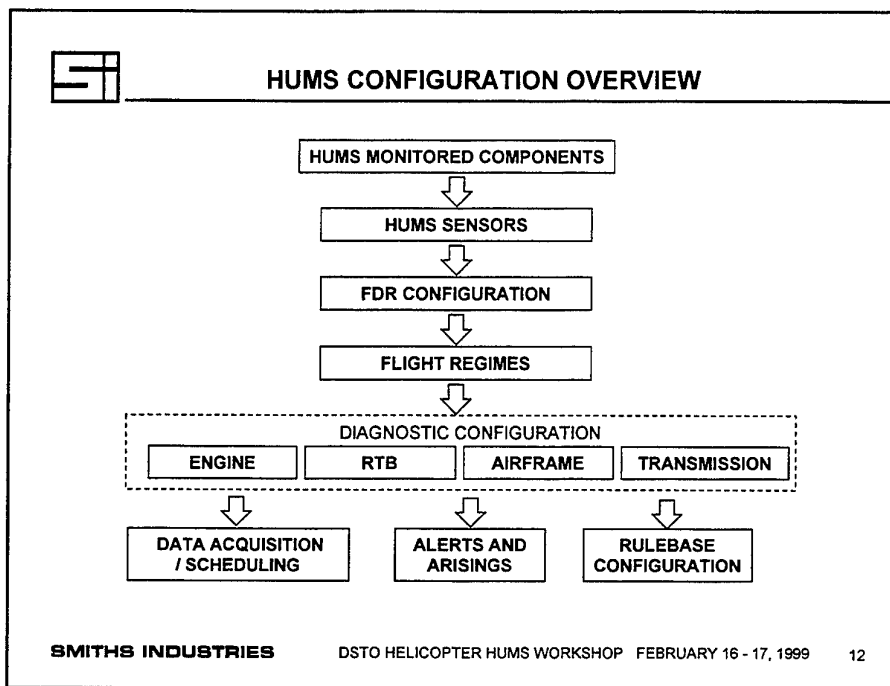 Si
HUMS CONFIGURATION OVERVIEW
HUMS MONITORED COMPONENTS
HUMS SENSORS
FDR CONFIGURATION
FLIGHT REGIMES
DIAGNOSTIC CONFIGURATION
ENGINE
RTB
AIRFRAME
TRANSMISSION
DATA ACQUISITION
/ SCHEDULING
ALERTS AND
ARISINGS
RULEBASE
CONFIGURATION
SMITHS INDUSTRIES
DSTO HELICOPTER HUMS WORKSHOP FEBRUARY 16 - 17, 1999
12